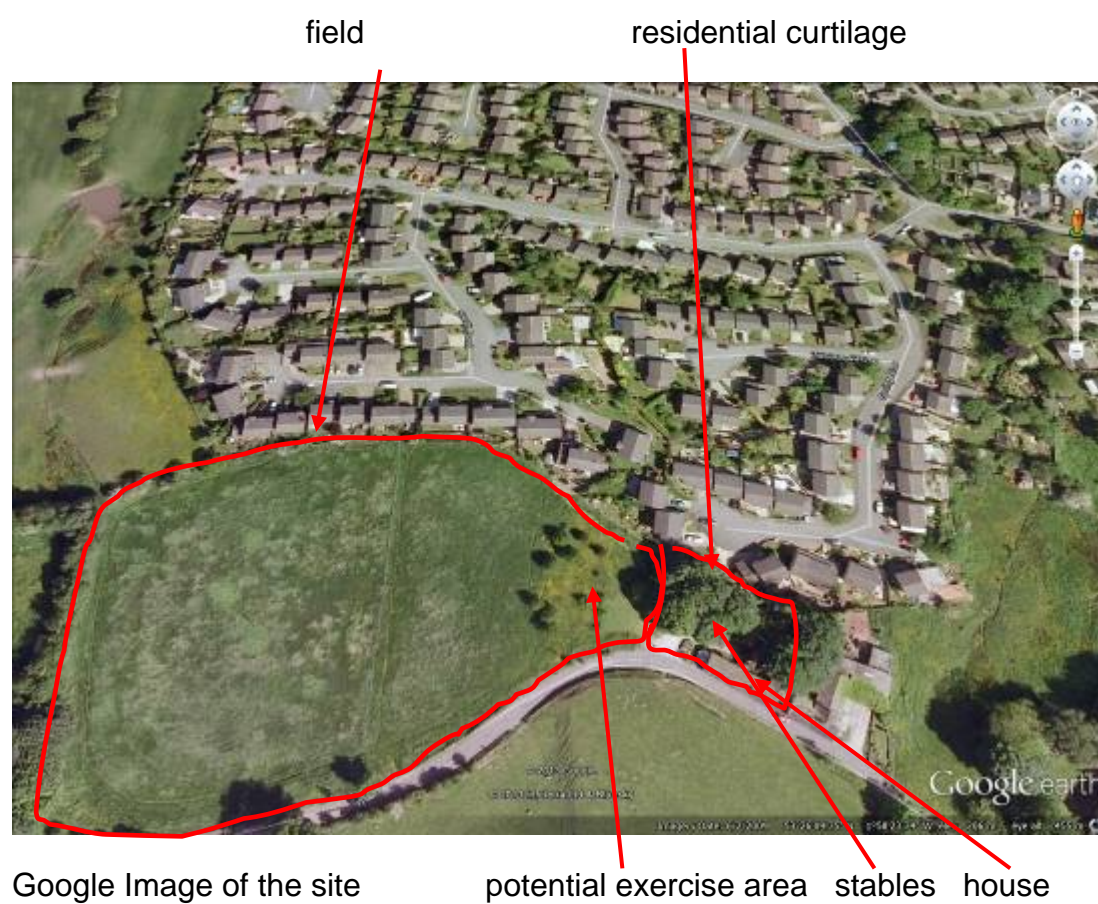 field residential curtilage
Google earth
Google Image of the site potential exercise area stables house